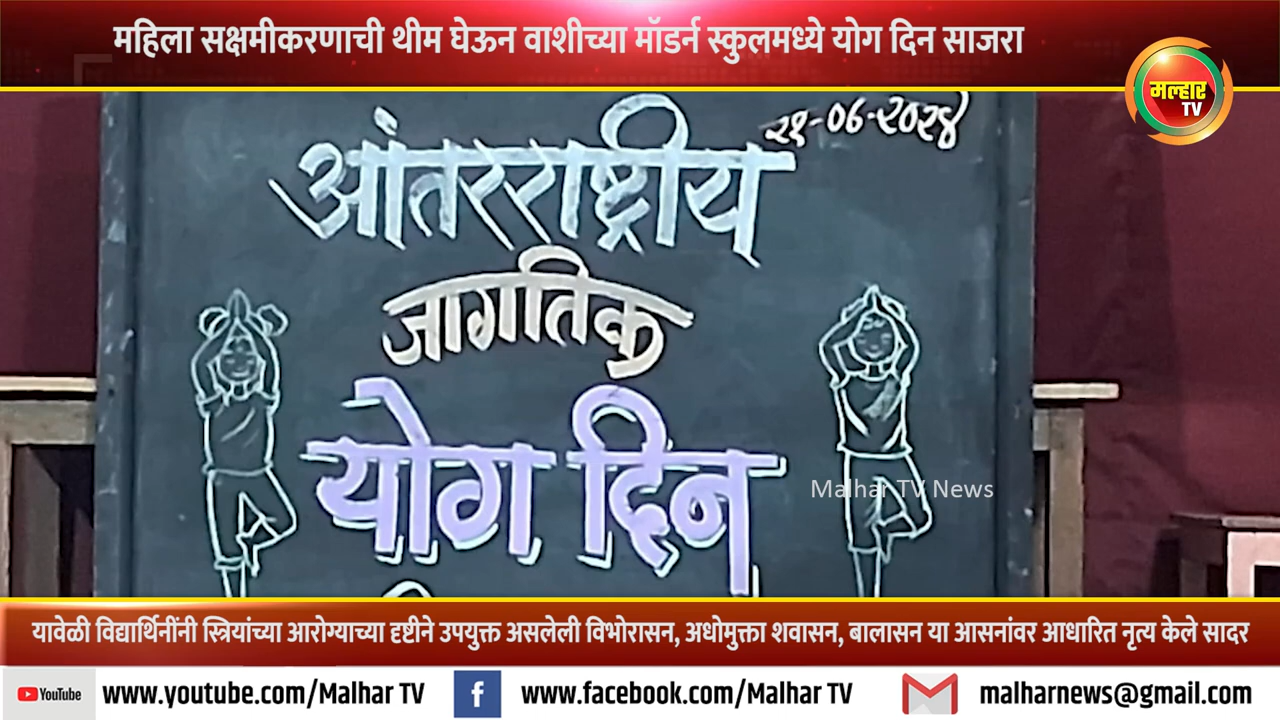 महिला सक्षमीकरणाची थीम घेऊन वाशीच्या मॉडर्न स्कुलमध्ये योग दिन साजरा
मल्हार
TV
२१-०६-२०२४
आंतरराष्ट्रीय
जागतिक
योग दिन
Malhar TV News
यावेळी विद्यार्थिनींनी स्त्रियांच्या आरोग्याच्या दृष्टीने उपयुक्त असलेली विभोरासन, अधोमुक्ता शवासन, बालासन या आसनांवर आधारित नृत्य केले सादर
YouTube www.youtube.com/Malhar TV f www.facebook.com/Malhar TV malharnews@gmail.com